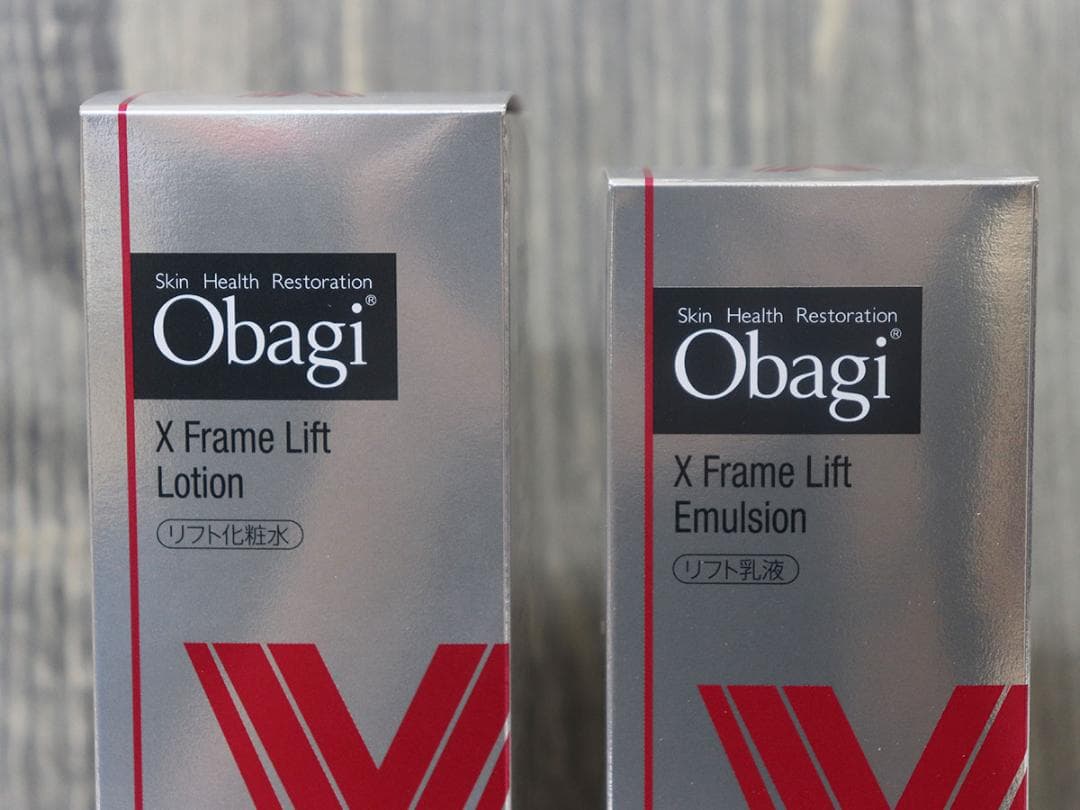 Skin Health Restoration
Obagi®
X Frame Lift
Lotion
リフト化粧水
Skin Health Restoration
Obagi®
X Frame Lift
Emulsion
リフト乳液